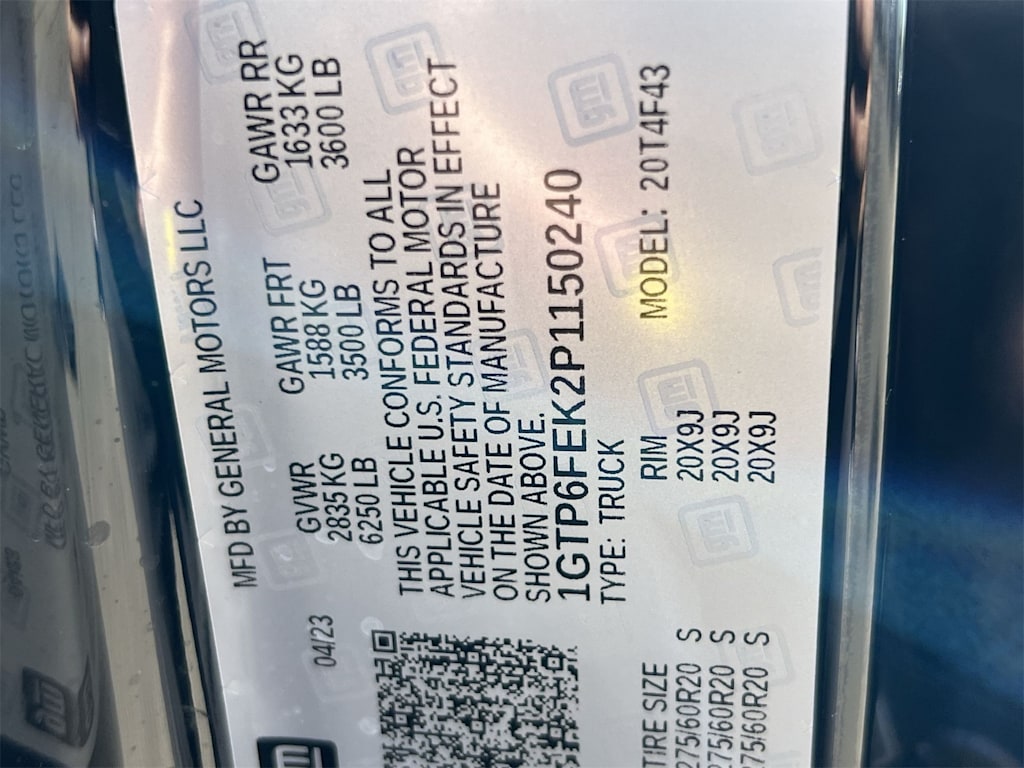 MFD BY GENERAL MOTORS LLC
04/23
GVWR GAWR FRT GAWR RR
2835 KG 1588 KG 1633 KG
6250 LB 3500 LB 3600 LB
THIS VEHICLE CONFORMS TO ALL
APPLICABLE U.S. FEDERAL MOTOR
VEHICLE SAFETY STANDARDS IN EFFECT
ON THE DATE OF MANUFACTURE
SHOWN ABOVE.
1GTP6FEK2P1150240
TYPE: TRUCK MODEL: 20T4F43
TIRE SIZE RIM
275/60R20 S 20X9J
275/60R20 S 20X9J
275/60R20 S 20X9J
gm